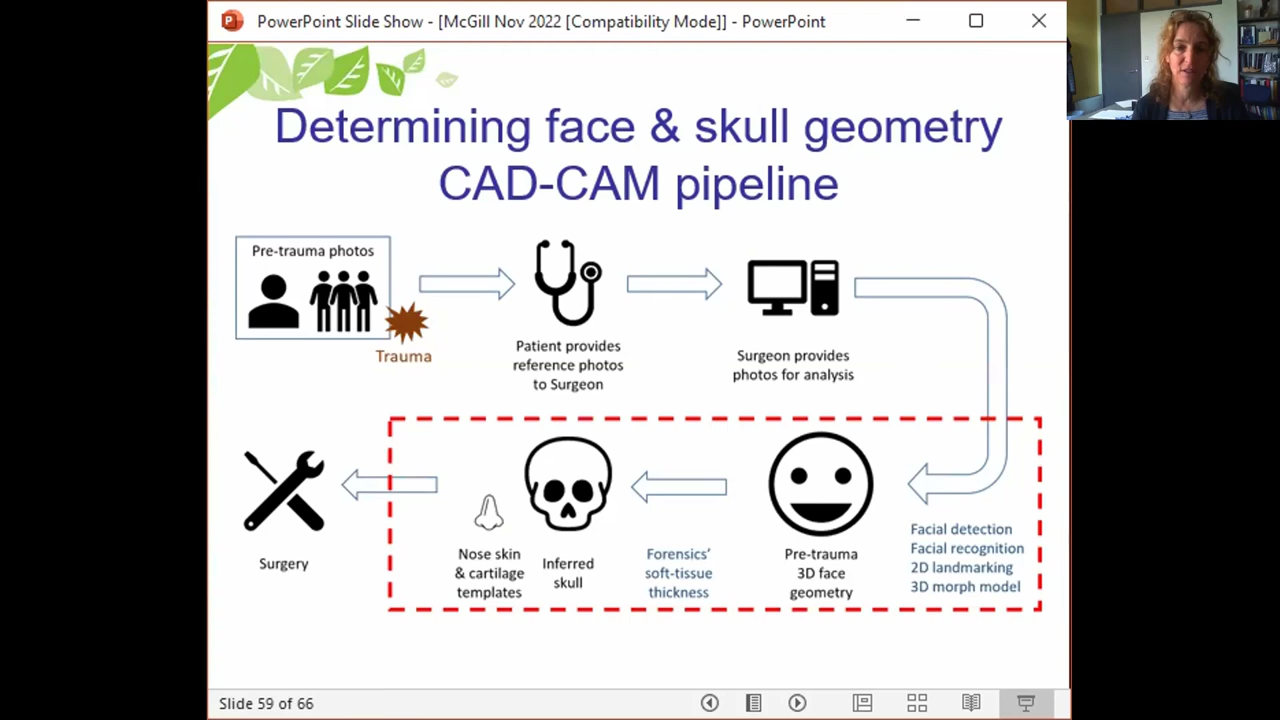 PowerPoint Slide Show - [McGill Nov 2022 [Compatibility Mode]] - PowerPoint
Determining face & skull geometry
CAD-CAM pipeline
Pre-trauma photos
Trauma
Patient provides
reference photos
to Surgeon
Surgeon provides
photos for analysis
Facial detection
Facial recognition
2D landmarking
3D morph model
Pre-trauma
3D face
geometry
Forensics'
soft-tissue
thickness
Inferred
skull
Nose skin
& cartilage
templates
Surgery
Slide 59 of 66